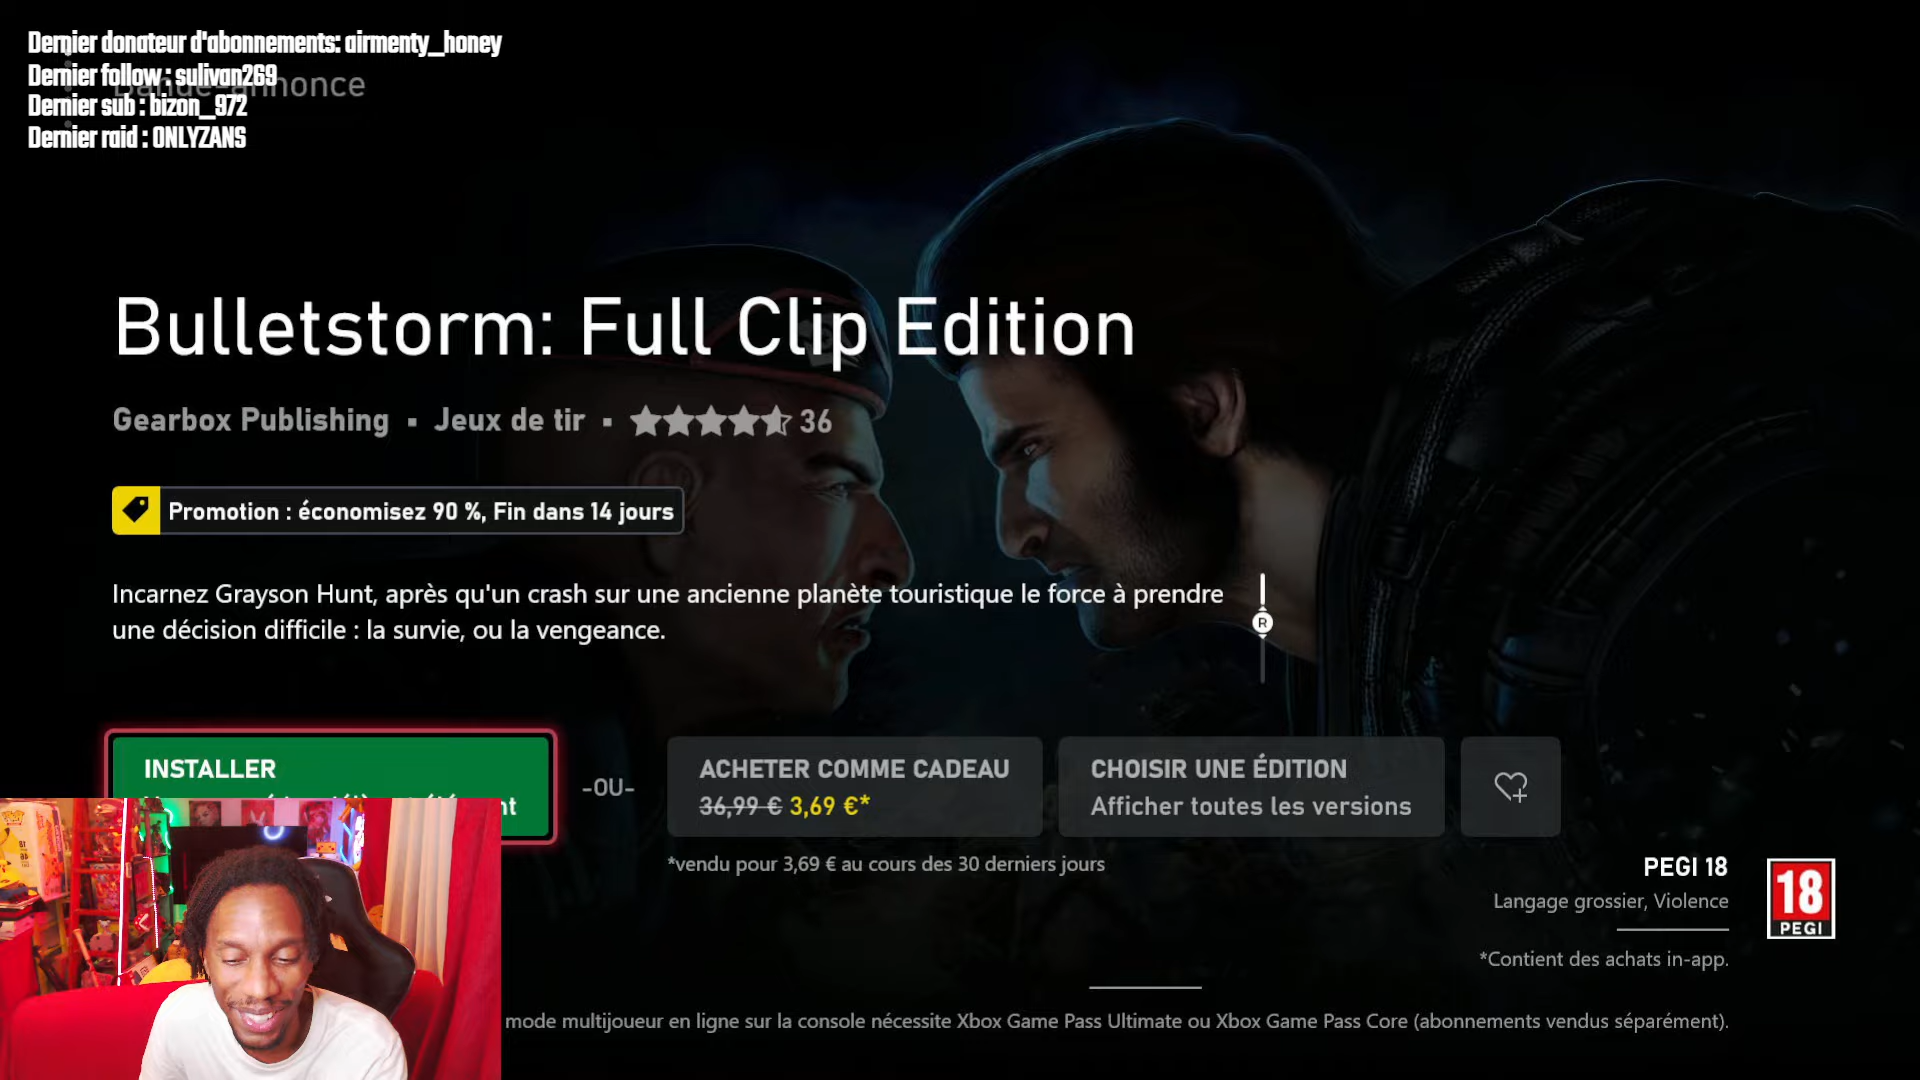 Dernier donateur d'abonnements: airmenty_honey
Dernier follow : sulivan269
Bande-annonce
Dernier sub : bizon_972
Dernier raid : ONLYZANS
Bulletstorm: Full Clip Edition
Gearbox Publishing ▪ Jeux de tir ▪ 36
Promotion : économisez 90 %, Fin dans 14 jours
Incarnez Grayson Hunt, après qu'un crash sur une ancienne planète touristique le force à prendre
une décision difficile : la survie, ou la vengeance.
R
INSTALLER
-OU-
ACHETER COMME CADEAU
36,99 € 3,69 €*
CHOISIR UNE ÉDITION
Afficher toutes les versions
*vendu pour 3,69 € au cours des 30 derniers jours
PEGI 18
Langage grossier, Violence
18
PEGI
*Contient des achats in-app.
mode multijoueur en ligne sur la console nécessite Xbox Game Pass Ultimate ou Xbox Game Pass Core (abonnements vendus séparément).